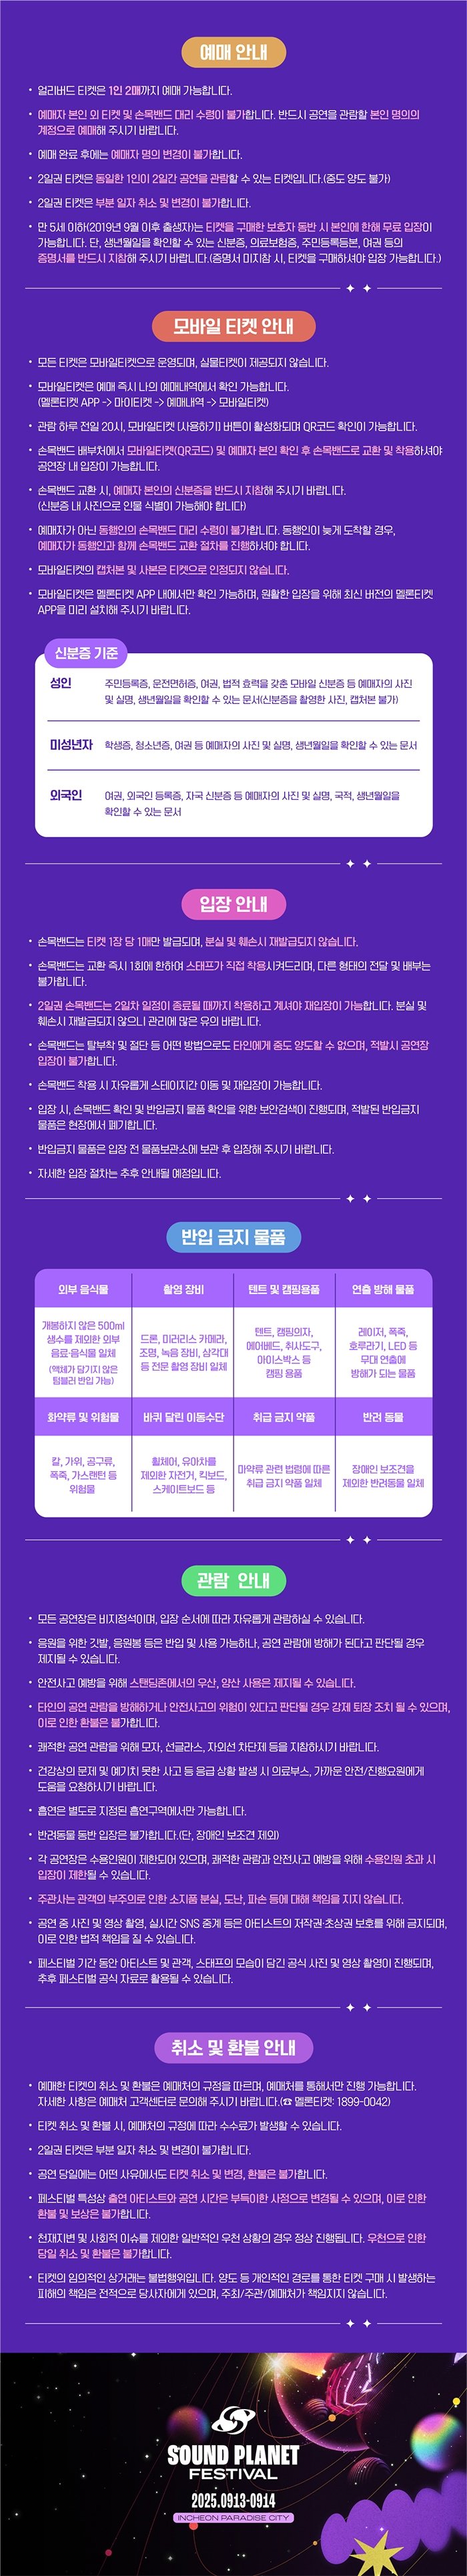 예매 안내
• 얼리버드 티켓은 1인 2매까지 예매 가능합니다.
• 예매자 본인 외 티켓 및 손목밴드 대리 수령이 불가합니다. 반드시 공연을 관람할 본인 명의의
계정으로 예매해 주시기 바랍니다.
• 예매 완료 후에는 예매자 명의 변경이 불가합니다.
• 2일권 티켓은 동일한 1인이 2일간 공연을 관람할 수 있는 티켓입니다.(중도 양도 불가)
• 2일권 티켓은 부분 일자 취소 및 변경이 불가합니다.
• 만 5세 이하(2019년 9월 이후 출생자)는 티켓을 구매한 보호자 동반 시 본인에 한해 무료 입장이
가능합니다. 단, 생년월일을 확인할 수 있는 신분증, 의료보험증, 주민등록등본, 여권 등의
증명서를 반드시 지참해 주시기 바랍니다.(증명서 미지참 시, 티켓을 구매하셔야 입장 가능합니다.)
모바일 티켓 안내
• 모든 티켓은 모바일티켓으로 운영되며, 실물티켓이 제공되지 않습니다.
• 모바일티켓은 예매 즉시 나의 예매내역에서 확인 가능합니다.
(멜론티켓 APP -> 마이티켓 -> 예매내역 -> 모바일티켓)
• 관람 하루 전일 20시, 모바일티켓 [사용하기] 버튼이 활성화되며 QR코드 확인이 가능합니다.
• 손목밴드 배부처에서 모바일티켓(QR코드) 및 예매자 본인 확인 후 손목밴드로 교환 및 착용하셔야
공연장 내 입장이 가능합니다.
• 손목밴드 교환 시, 예매자 본인의 신분증을 반드시 지참해 주시기 바랍니다.
(신분증 내 사진으로 인물 식별이 가능해야 합니다)
• 예매자가 아닌 동행인의 손목밴드 대리 수령이 불가합니다. 동행인이 늦게 도착할 경우,
예매자가 동행인과 함께 손목밴드 교환 절차를 진행하셔야 합니다.
• 모바일티켓의 캡처본 및 사본은 티켓으로 인정되지 않습니다.
• 모바일티켓은 멜론티켓 APP 내에서만 확인 가능하며, 원활한 입장을 위해 최신 버전의 멜론티켓
APP을 미리 설치해 주시기 바랍니다.
신분증 기준
성인 주민등록증, 운전면허증, 여권, 법적 효력을 갖춘 모바일 신분증 등 예매자의 사진
및 실명, 생년월일을 확인할 수 있는 문서(신분증을 촬영한 사진, 캡처본 불가)
미성년자 학생증, 청소년증, 여권 등 예매자의 사진 및 실명, 생년월일을 확인할 수 있는 문서
외국인 여권, 외국인 등록증, 자국 신분증 등 예매자의 사진 및 실명, 국적, 생년월일을
확인할 수 있는 문서
입장 안내
• 손목밴드는 티켓 1장 당 1매만 발급되며, 분실 및 훼손시 재발급되지 않습니다.
• 손목밴드는 교환 즉시 1회에 한하여 스태프가 직접 착용시켜드리며, 다른 형태의 전달 및 배부는
불가합니다.
• 2일권 손목밴드는 2일차 일정이 종료될 때까지 착용하고 계셔야 재입장이 가능합니다. 분실 및
훼손시 재발급되지 않으니 관리에 많은 유의 바랍니다.
• 손목밴드는 탈부착 및 절단 등 어떤 방법으로도 타인에게 중도 양도할 수 없으며, 적발시 공연장
입장이 불가합니다.
• 손목밴드 착용 시 자유롭게 스테이지간 이동 및 재입장이 가능합니다.
• 입장 시, 손목밴드 확인 및 반입금지 물품 확인을 위한 보안검색이 진행되며, 적발된 반입금지
물품은 현장에서 폐기합니다.
• 반입금지 물품은 입장 전 물품보관소에 보관 후 입장해 주시기 바랍니다.
• 자세한 입장 절차는 추후 안내될 예정입니다.
반입 금지 물품
외부 음식물 촬영 장비 텐트 및 캠핑용품 연출 방해 물품
개봉하지 않은 500ml
생수를 제외한 외부
음료·음식물 일체
(액체가 담기지 않은
텀블러 반입 가능)
드론, 미러리스 카메라,
조명, 녹음 장비, 삼각대
등 전문 촬영 장비 일체
텐트, 캠핑의자,
에어베드, 취사도구,
아이스박스 등
캠핑 용품
레이저, 폭죽,
호루라기, LED 등
무대 연출에
방해가 되는 물품
화약류 및 위험물 바퀴 달린 이동수단 취급 금지 약품 반려 동물
칼, 가위, 공구류,
폭죽, 가스랜턴 등
위험물
휠체어, 유아차를
제외한 자전거, 킥보드,
스케이트보드 등
마약류 관련 법령에 따른
취급 금지 약품 일체
장애인 보조견을
제외한 반려동물 일체
관람 안내
• 모든 공연장은 비지정석이며, 입장 순서에 따라 자유롭게 관람하실 수 있습니다.
• 응원을 위한 깃발, 응원봉 등은 반입 및 사용 가능하나, 공연 관람에 방해가 된다고 판단될 경우
제지될 수 있습니다.
• 안전사고 예방을 위해 스탠딩존에서의 우산, 양산 사용은 제지될 수 있습니다.
• 타인의 공연 관람을 방해하거나 안전사고의 위험이 있다고 판단될 경우 강제 퇴장 조치 될 수 있으며,
이로 인한 환불은 불가합니다.
• 쾌적한 공연 관람을 위해 모자, 선글라스, 자외선 차단제 등을 지참하시기 바랍니다.
• 건강상의 문제 및 예기치 못한 사고 등 응급 상황 발생 시 의료부스, 가까운 안전/진행요원에게
도움을 요청하시기 바랍니다.
• 흡연은 별도로 지정된 흡연구역에서만 가능합니다.
• 반려동물 동반 입장은 불가합니다.(단, 장애인 보조견 제외)
• 각 공연장은 수용인원이 제한되어 있으며, 쾌적한 관람과 안전사고 예방을 위해 수용인원 초과 시
입장이 제한될 수 있습니다.
• 주관사는 관객의 부주의로 인한 소지품 분실, 도난, 파손 등에 대해 책임을 지지 않습니다.
• 공연 중 사진 및 영상 촬영, 실시간 SNS 중계 등은 아티스트의 저작권·초상권 보호를 위해 금지되며,
이로 인한 법적 책임을 질 수 있습니다.
• 페스티벌 기간 동안 아티스트 및 관객, 스태프의 모습이 담긴 공식 사진 및 영상 촬영이 진행되며,
추후 페스티벌 공식 자료로 활용될 수 있습니다.
취소 및 환불 안내
• 예매한 티켓의 취소 및 환불은 예매처의 규정을 따르며, 예매처를 통해서만 진행 가능합니다.
자세한 사항은 예매처 고객센터로 문의해 주시기 바랍니다.(☎ 멜론티켓: 1899-0042)
• 티켓 취소 및 환불 시, 예매처의 규정에 따라 수수료가 발생할 수 있습니다.
• 2일권 티켓은 부분 일자 취소 및 변경이 불가합니다.
• 공연 당일에는 어떤 사유에서도 티켓 취소 및 변경, 환불은 불가합니다.
• 페스티벌 특성상 출연 아티스트와 공연 시간은 부득이한 사정으로 변경될 수 있으며, 이로 인한
환불 및 보상은 불가합니다.
• 천재지변 및 사회적 이슈를 제외한 일반적인 우천 상황의 경우 정상 진행됩니다. 우천으로 인한
당일 취소 및 환불은 불가합니다.
• 티켓의 임의적인 상거래는 불법행위입니다. 양도 등 개인적인 경로를 통한 티켓 구매 시 발생하는
피해의 책임은 전적으로 당사자에게 있으며, 주최/주관/예매처가 책임지지 않습니다.
SOUND PLANET
FESTIVAL
2025.0913-0914
INCHEON PARADISE CITY